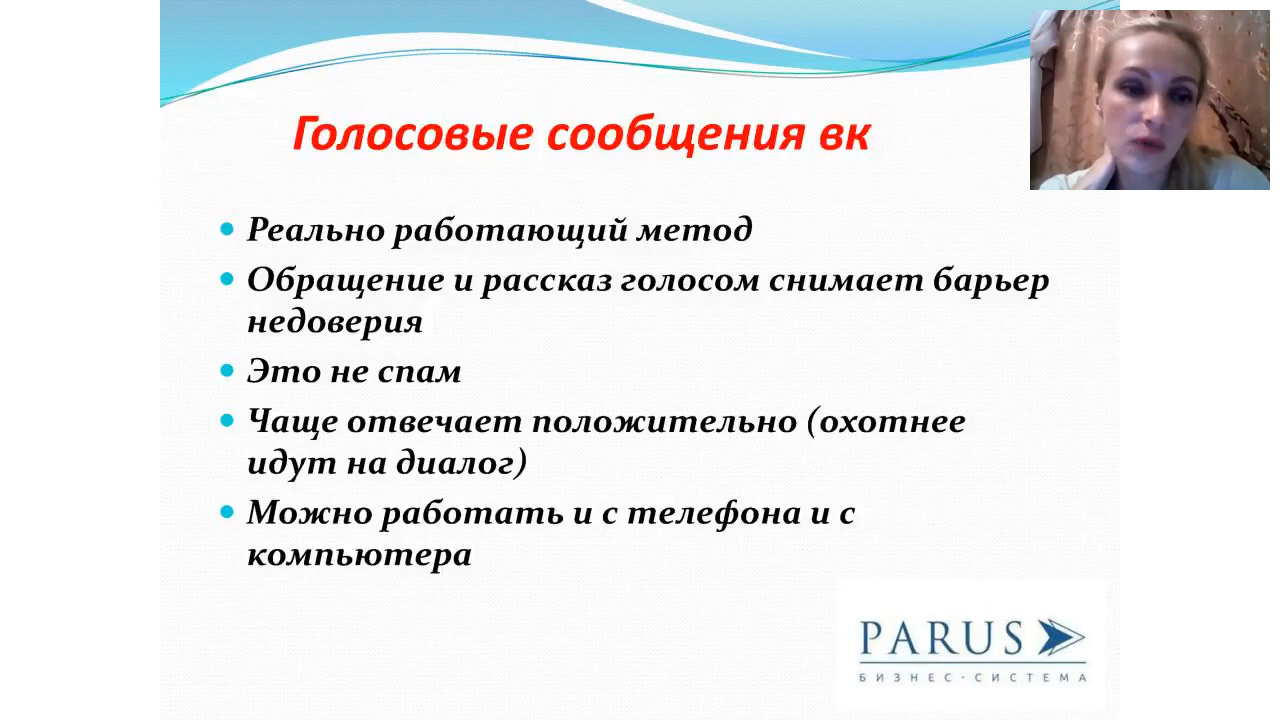 Голосовые сообщения вк
Реально работающий метод
Обращение и рассказ голосом снимает барьер
недоверия
Это не спам
Чаще отвечает положительно (охотнее
идут на диалог)
Можно работать и с телефона и с
компьютера
PARUS
БИЗНЕС·СИСТЕМА